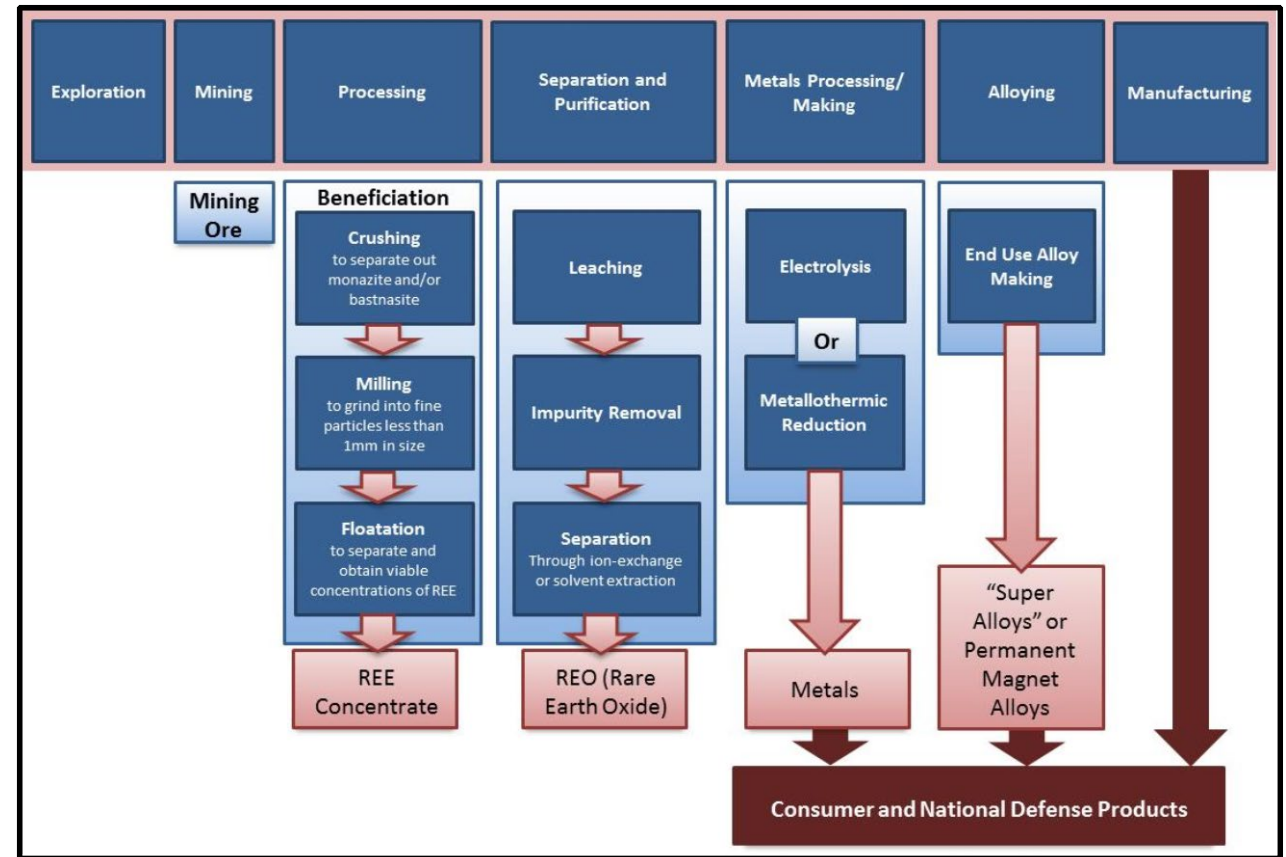 Exploration
Mining
Processing
Separation and
Purification
Metals Processing/
Making
Alloying
Manufacturing
Mining
Ore
Beneficiation
Crushing
to separate out
monazite and/or
bastnasite
Milling
to grind into fine
particles less than
1mm in size
Floatation
to separate and
obtain viable
concentrations of REE
REE
Concentrate
Leaching
Impurity Removal
Separation
Through ion-exchange
or solvent extraction
REO (Rare
Earth Oxide)
Electrolysis
Or
Metallothermic
Reduction
Metals
End Use Alloy
Making
“Super
Alloys” or
Permanent
Magnet
Alloys
Consumer and National Defense Products